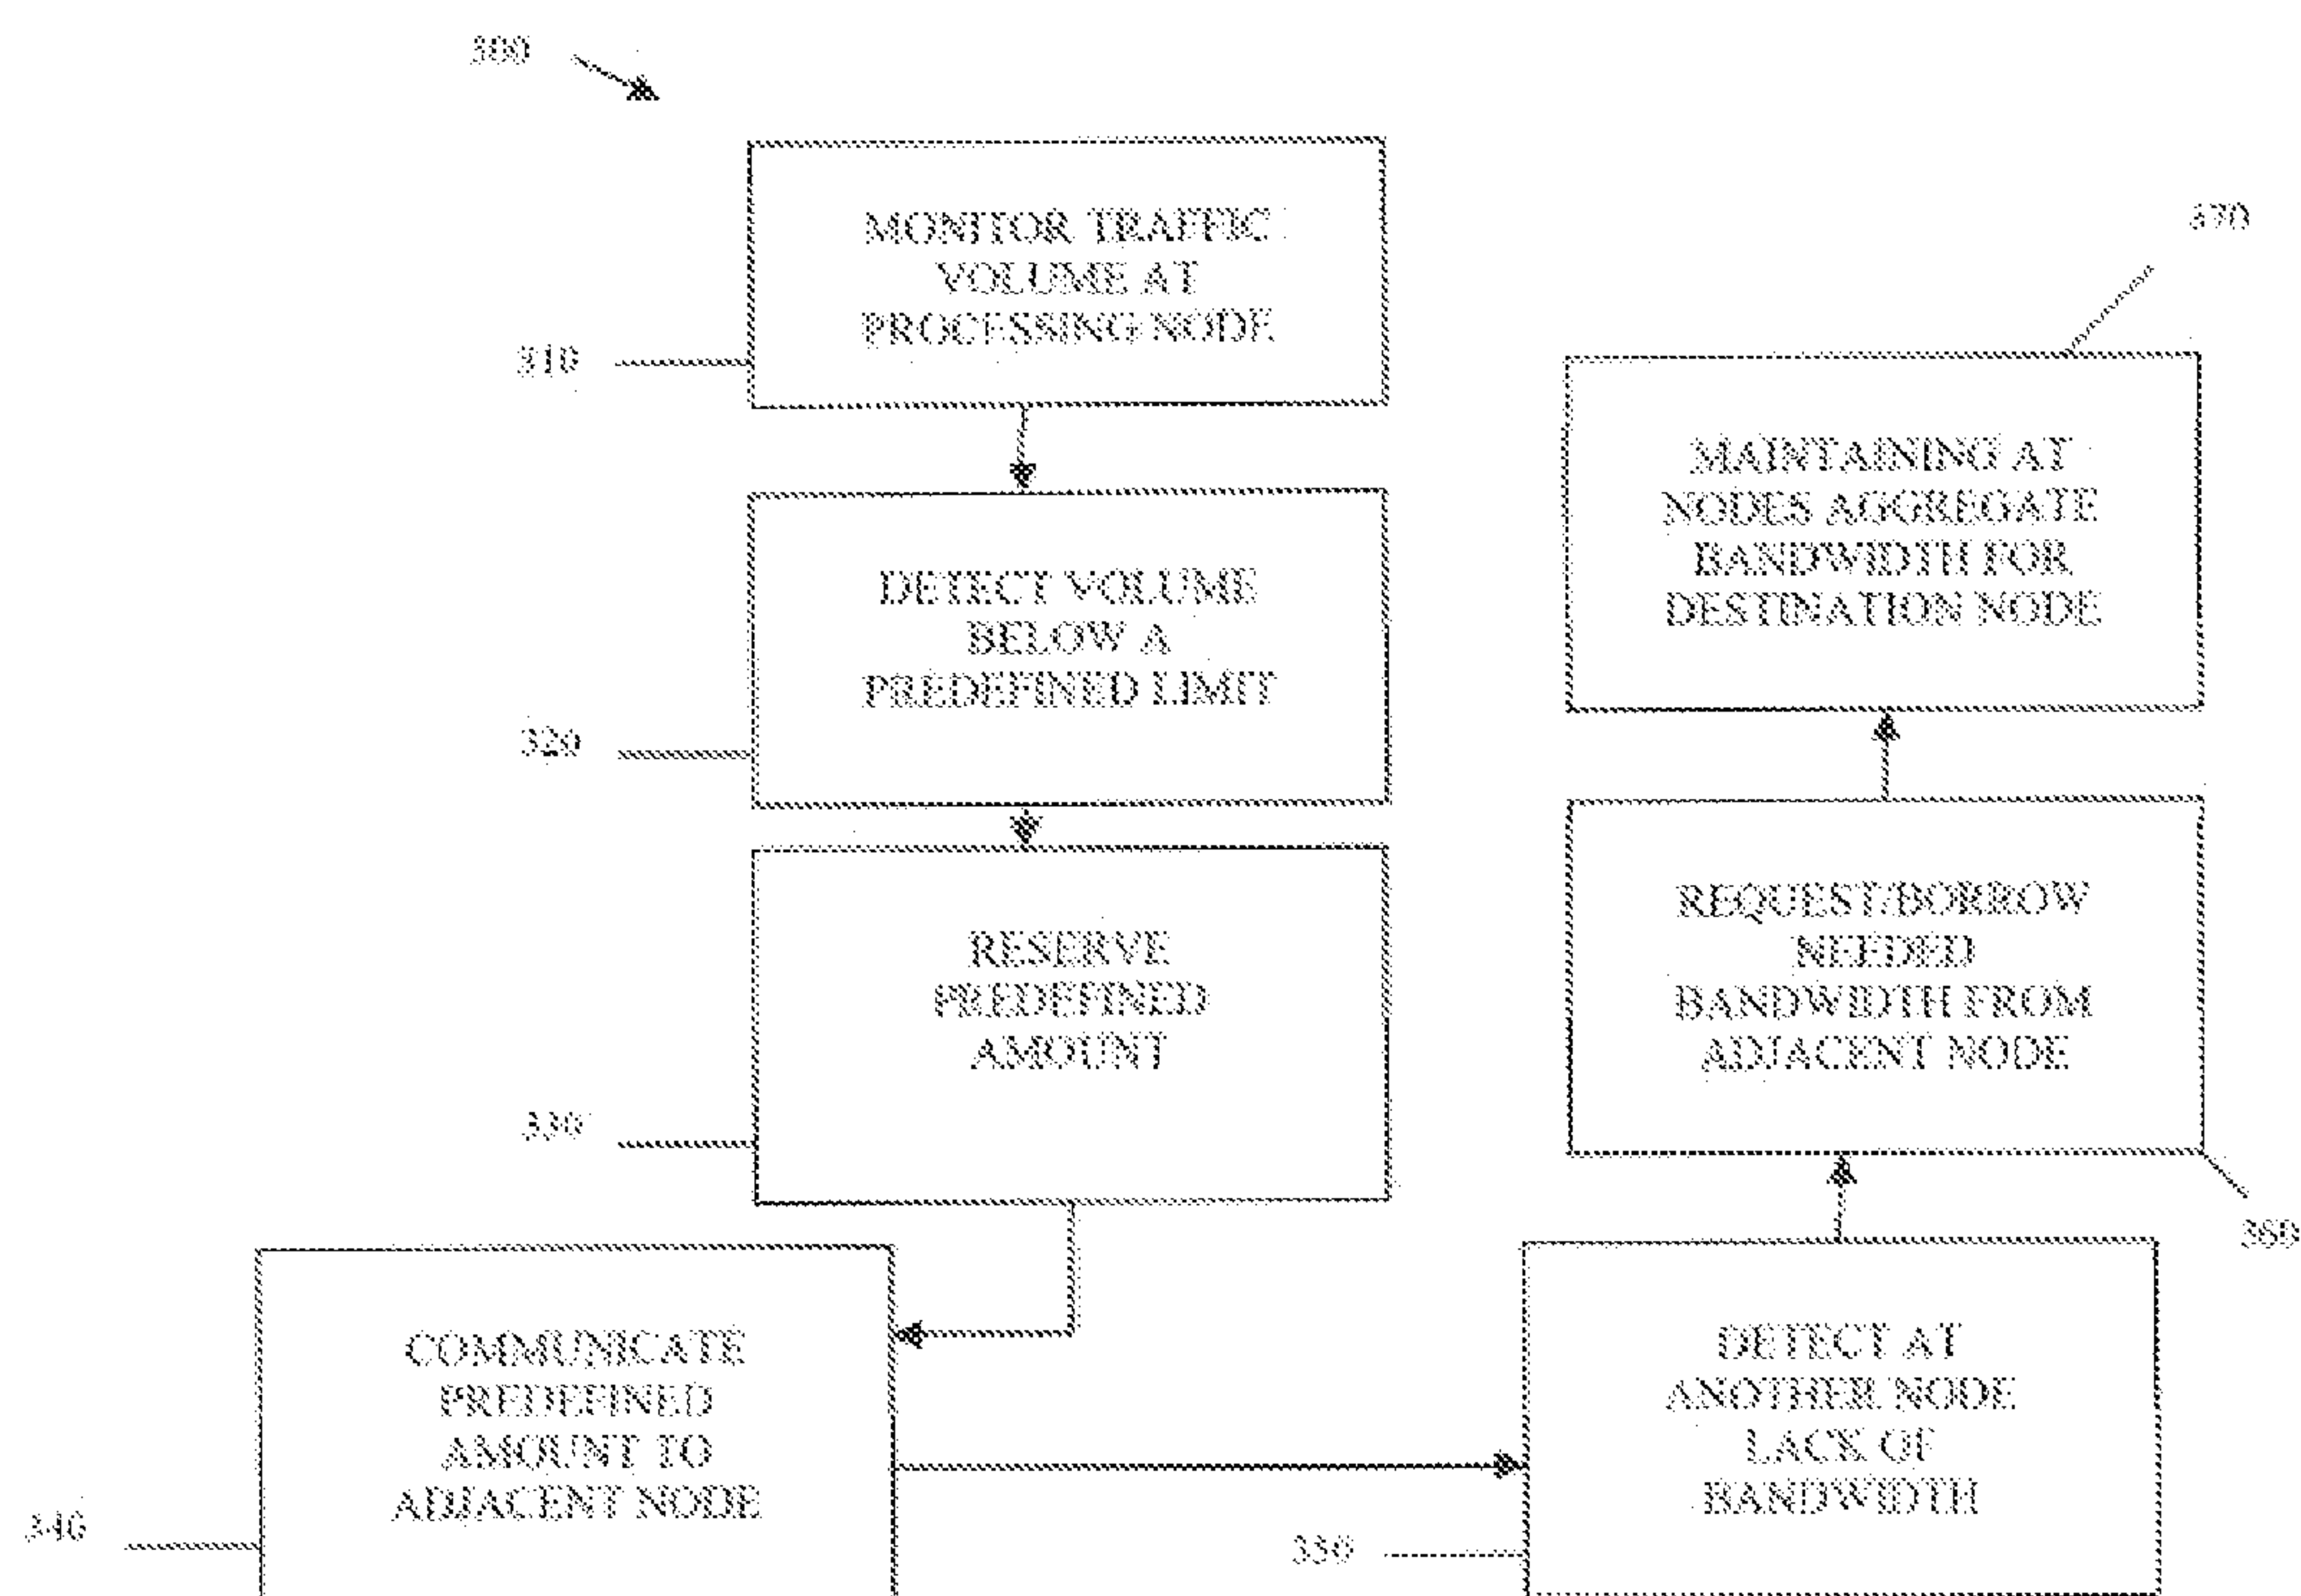 300
MONITOR TRAFFIC
VOLUME AT
PROCESSING NODE
310
DETECT VOLUME
BELOW A
PREDEFINED LIMIT
320
RESERVE
PREDEFINED
AMOUNT
330
COMMUNICATE
PREDEFINED
AMOUNT TO
ADJACENT NODE
340
DETECT AT
ANOTHER NODE
LACK OF
BANDWIDTH
350
REQUEST/BORROW
NEEDED
BANDWIDTH FROM
ADJACENT NODE
360
MAINTAINING AT
NODES AGGREGATE
BANDWIDTH FOR
DESTINATION NODE
370